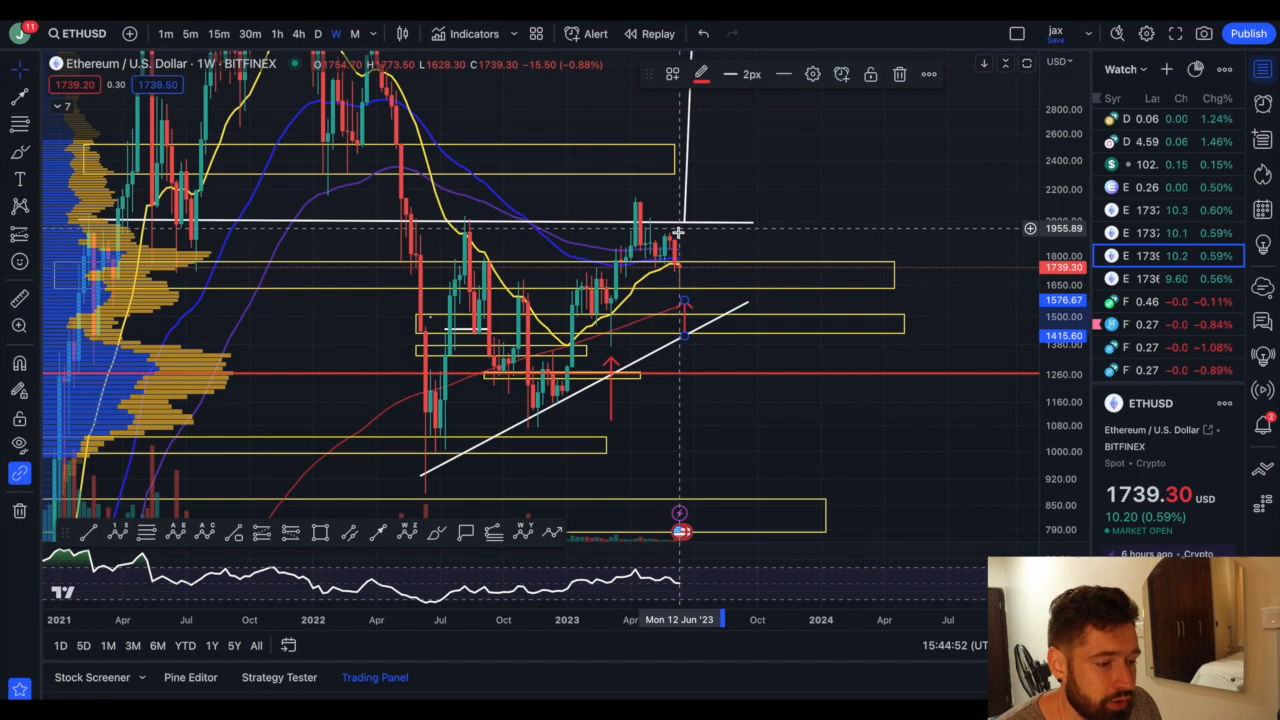 J 11 ETHUSD 1m 5m 15m 30m 1h 4h D W M Indicators Alert Replay jax Save Publish
Ethereum / U.S. Dollar · 1W · BITFINEX O1754.70 H1773.50 L1628.30 C1739.30 −15.50 (−0.88%)
1739.20 0.30 1739.50
7
2px
USD
2800.00
2600.00
2400.00
2200.00
2000.00
1955.89
1800.00
1739.30
1650.00
1576.67
1500.00
1415.60
1380.00
1260.00
1160.00
1080.00
1000.00
920.00
850.00
790.00
Watch
Syr Las Ch Chg%
D 0.06 0.00 1.24%
D 4.59 0.06 1.46%
102. 0.15 0.15%
E 0.26 0.00 0.50%
E 1737 10.3 0.60%
E 1737 10.1 0.59%
E 1739 10.2 0.59%
E 1736 9.60 0.56%
F 0.46 -0.0 -0.11%
F 0.27 -0.0 -0.84%
F 0.27 -0.0 -1.08%
F 0.27 -0.0 -0.89%
ETHUSD
Ethereum / U.S. Dollar
BITFINEX
Spot • Crypto
1739.30 USD
10.20 (0.59%)
MARKET OPEN
6 hours ago • Crypto
2
2021 Apr Jul Oct 2022 Apr Jul Oct 2023 Apr Mon 12 Jun '23 Oct 2024 Apr Jul
1D 5D 1M 3M 6M YTD 1Y 5Y All 15:44:52 (UT
Stock Screener Pine Editor Strategy Tester Trading Panel